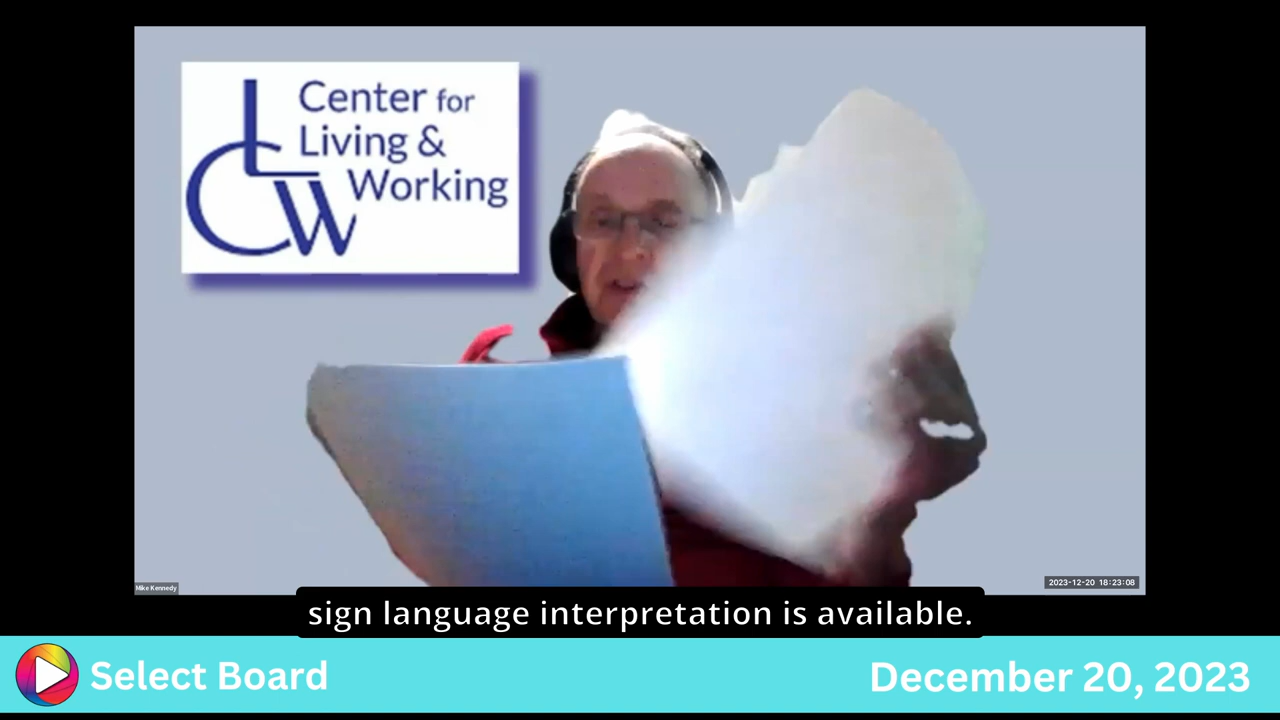 Center for
Living &
Working
LCW
Mike Kennedy
2023-12-20 18:23:08
sign language interpretation is available.
Select Board
December 20, 2023